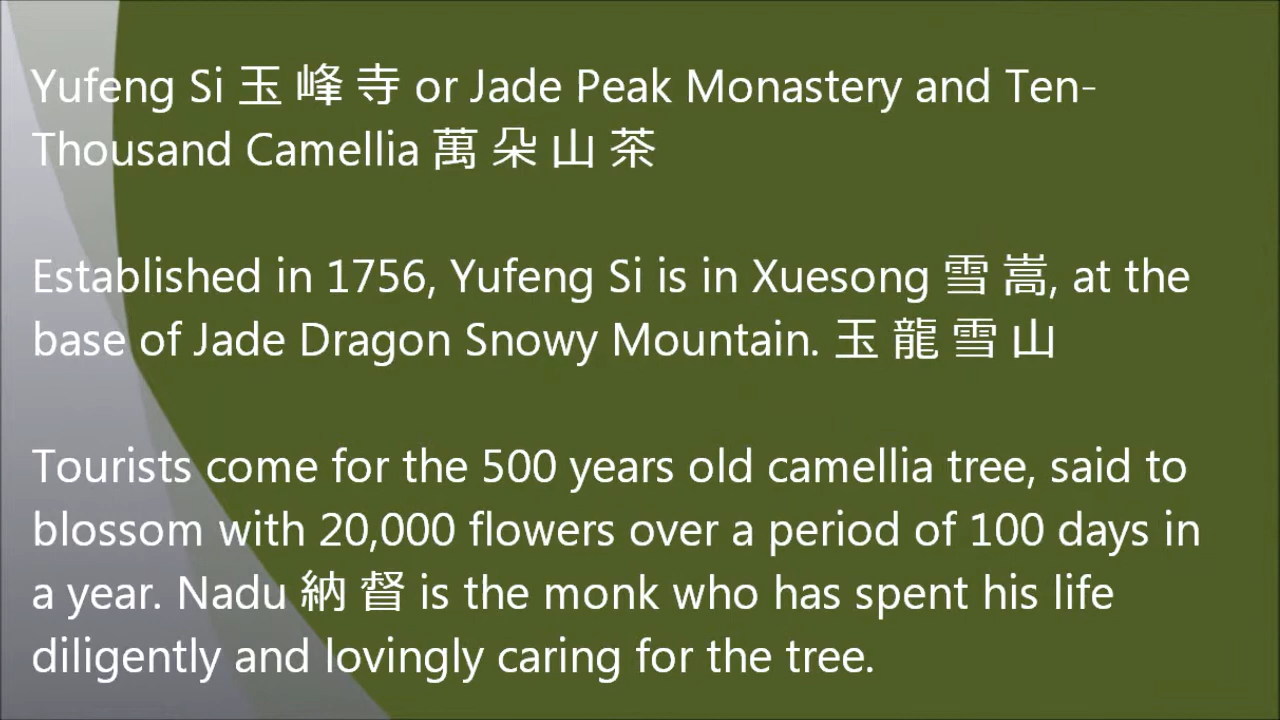 Yufeng Si 玉 峰 寺 or Jade Peak Monastery and Ten-
Thousand Camellia 萬 朵 山 茶
Established in 1756, Yufeng Si is in Xuesong 雪 嵩, at the
base of Jade Dragon Snowy Mountain. 玉 龍 雪 山
Tourists come for the 500 years old camellia tree, said to
blossom with 20,000 flowers over a period of 100 days in
a year. Nadu 納 督 is the monk who has spent his life
diligently and lovingly caring for the tree.